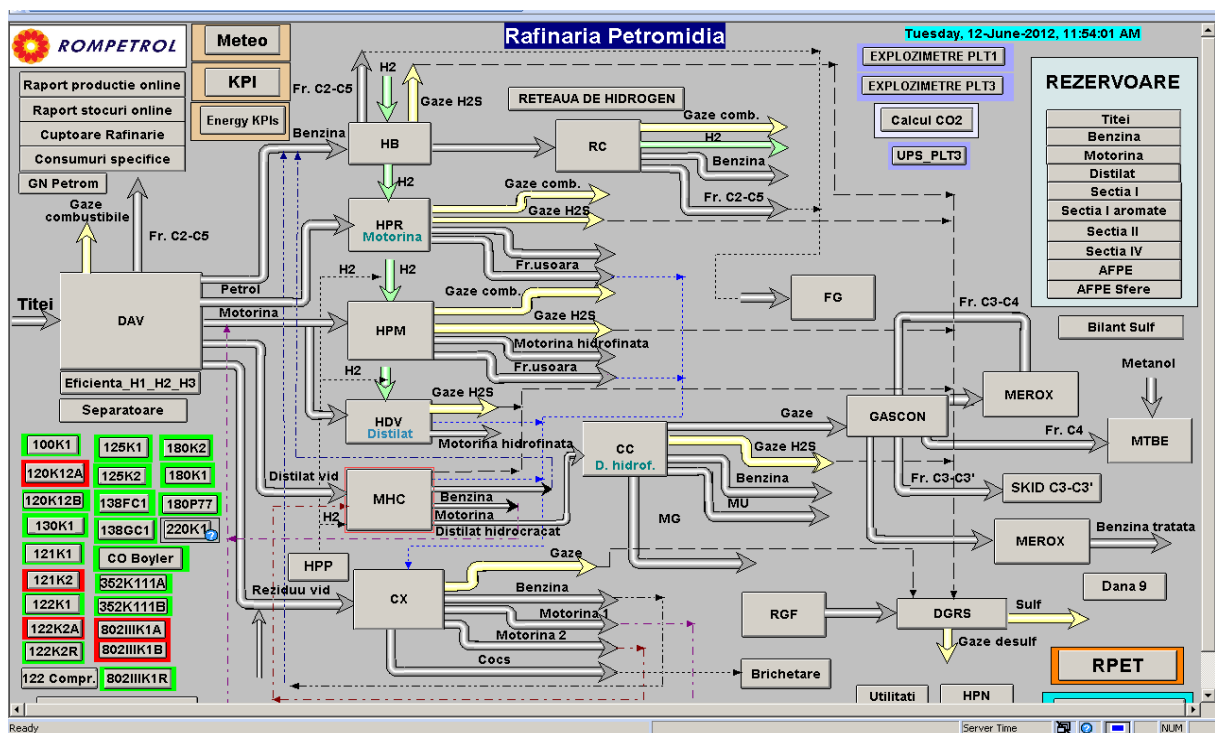 ROMPETROL
Meteo
KPI
Energy KPIs
Rafinaria Petromidia
Tuesday, 12-June-2012, 11:54:01 AM
Raport productie online
Raport stocuri online
Cuptoare Rafinarie
Consumuri specifice
GN Petrom
EXPLOZIMETRE PLT1
EXPLOZIMETRE PLT3
Calcul CO2
UPS_PLT3
REZERVOARE
Titei
Benzina
Motorina
Distilat
Sectia I
Sectia I aromate
Sectia II
Sectia IV
AFPE
AFPE Sfere
Bilant Sulf
RETEAUA DE HIDROGEN
Fr. C2-C5
H2
Gaze H2S
Benzina
HB
RC
Gaze comb.
H2
Benzina
Fr. C2-C5
H2
Gaze
combustibile
Fr. C2-C5
HPR
Motorina
Gaze comb.
Gaze H2S
Fr.usoara
H2
H2
Titei
DAV
Petrol
Motorina
HPM
Gaze comb.
Gaze H2S
Motorina hidrofinata
Fr.usoara
H2
FG
Fr. C3-C4
Metanol
Eficienta_H1_H2_H3
Separatoare
HDV
Distilat
Gaze H2S
Motorina hidrofinata
CC
D. hidrof.
Gaze
Gaze H2S
Benzina
MU
MG
GASCON
MEROX
Fr. C4
MTBE
Fr. C3-C3'
SKID C3-C3'
MEROX
Benzina tratata
Distilat vid
MHC
Benzina
Motorina
Distilat hidrocracat
H2
HPP
Reziduu vid
CX
Gaze
Benzina
Motorina 1
Motorina 2
Cocs
Brichetare
RGF
DGRS
Sulf
Gaze desulf
Dana 9
RPET
Utilitati
HPN
100K1
125K1
180K2
120K12A
125K2
180K1
120K12B
138FC1
180P77
130K1
138GC1
220K1
121K1
CO Boyler
121K2
352K111A
122K1
352K111B
122K2A
802IIIK1A
122K2R
802IIIK1B
122 Compr.
802IIIK1R
Ready
Server Time
NUM